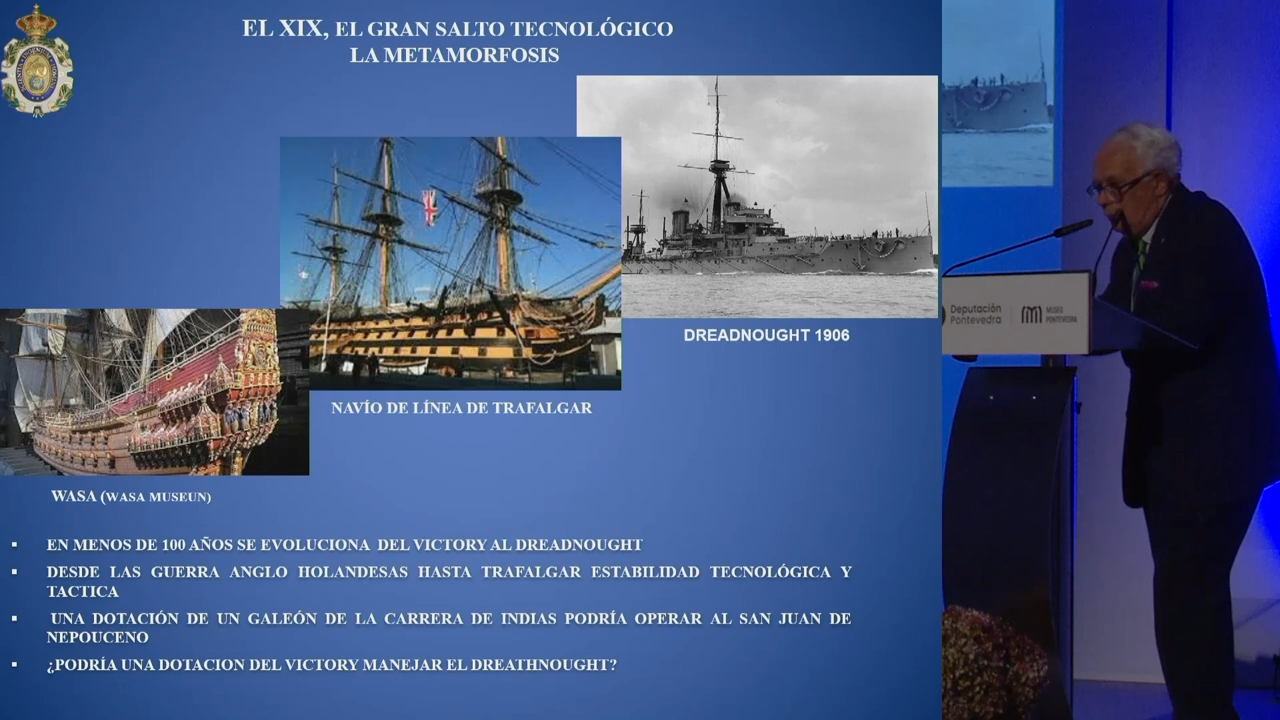 EL XIX, EL GRAN SALTO TECNOLÓGICO
LA METAMORFOSIS
DREADNOUGHT 1906
NAVÍO DE LÍNEA DE TRAFALGAR
WASA (WASA MUSEUN)
▪ EN MENOS DE 100 AÑOS SE EVOLUCIONA DEL VICTORY AL DREADNOUGHT
▪ DESDE LAS GUERRA ANGLO HOLANDESAS HASTA TRAFALGAR ESTABILIDAD TECNOLÓGICA Y
TACTICA
▪ UNA DOTACIÓN DE UN GALEÓN DE LA CARRERA DE INDIAS PODRÍA OPERAR AL SAN JUAN DE
NEPOUCENO
▪ ¿PODRÍA UNA DOTACION DEL VICTORY MANEJAR EL DREATHNOUGHT?
Deputación
Pontevedra
MUSEO
PONTEVEDRA